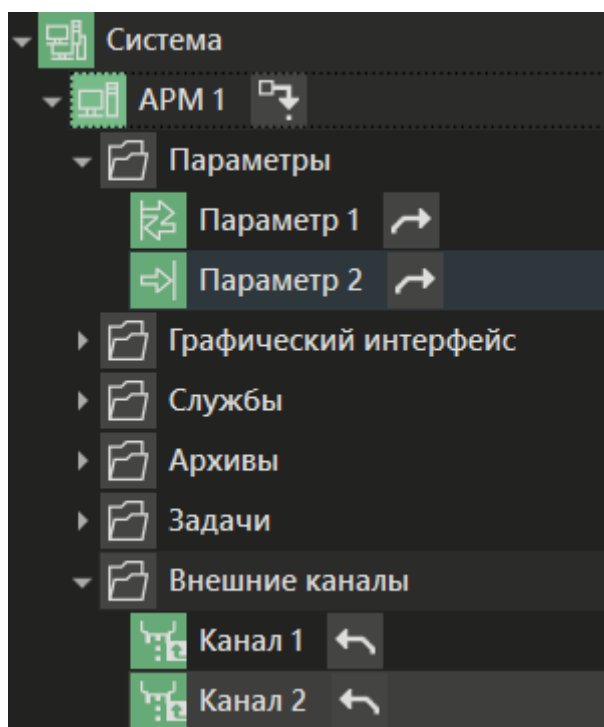 Система
АРМ 1
Параметры
Параметр 1
Параметр 2
Графический интерфейс
Службы
Архивы
Задачи
Внешние каналы
Канал 1
Канал 2